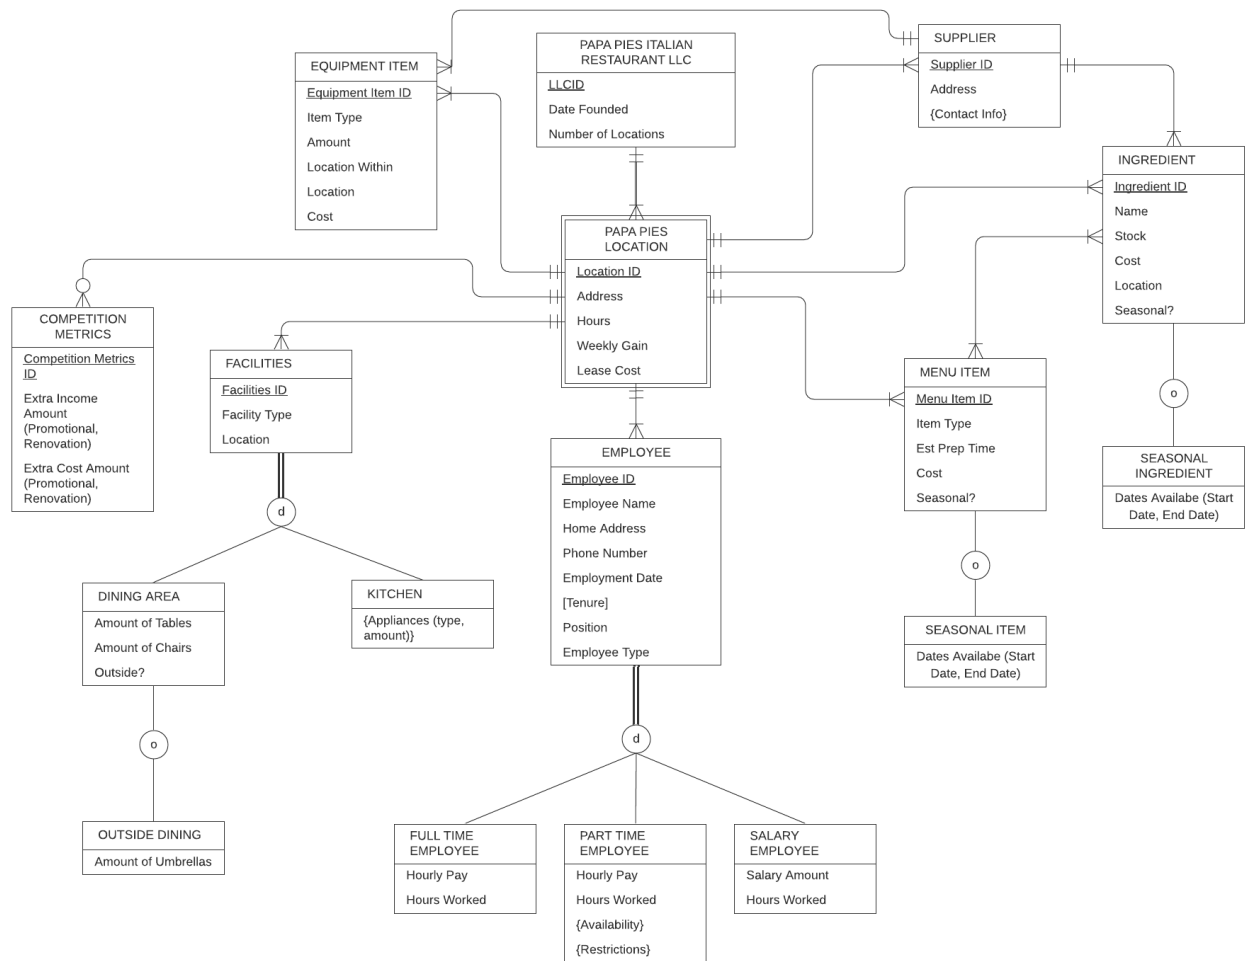 EQUIPMENT ITEM
Equipment Item ID
Item Type
Amount
Location Within
Location
Cost
PAPA PIES ITALIAN
RESTAURANT LLC
LLCID
Date Founded
Number of Locations
SUPPLIER
Supplier ID
Address
{Contact Info}
INGREDIENT
Ingredient ID
Name
Stock
Cost
Location
Seasonal?
PAPA PIES
LOCATION
Location ID
Address
Hours
Weekly Gain
Lease Cost
COMPETITION
METRICS
Competition Metrics
ID
Extra Income
Amount
(Promotional,
Renovation)
Extra Cost Amount
(Promotional,
Renovation)
FACILITIES
Facilities ID
Facility Type
Location
MENU ITEM
Menu Item ID
Item Type
Est Prep Time
Cost
Seasonal?
o
SEASONAL
INGREDIENT
Dates Availabe (Start
Date, End Date)
EMPLOYEE
Employee ID
Employee Name
Home Address
Phone Number
Employment Date
[Tenure]
Position
Employee Type
d
DINING AREA
Amount of Tables
Amount of Chairs
Outside?
KITCHEN
{Appliances (type,
amount)}
o
SEASONAL ITEM
Dates Availabe (Start
Date, End Date)
o
d
OUTSIDE DINING
Amount of Umbrellas
FULL TIME
EMPLOYEE
Hourly Pay
Hours Worked
PART TIME
EMPLOYEE
Hourly Pay
Hours Worked
{Availability}
{Restrictions}
SALARY
EMPLOYEE
Salary Amount
Hours Worked